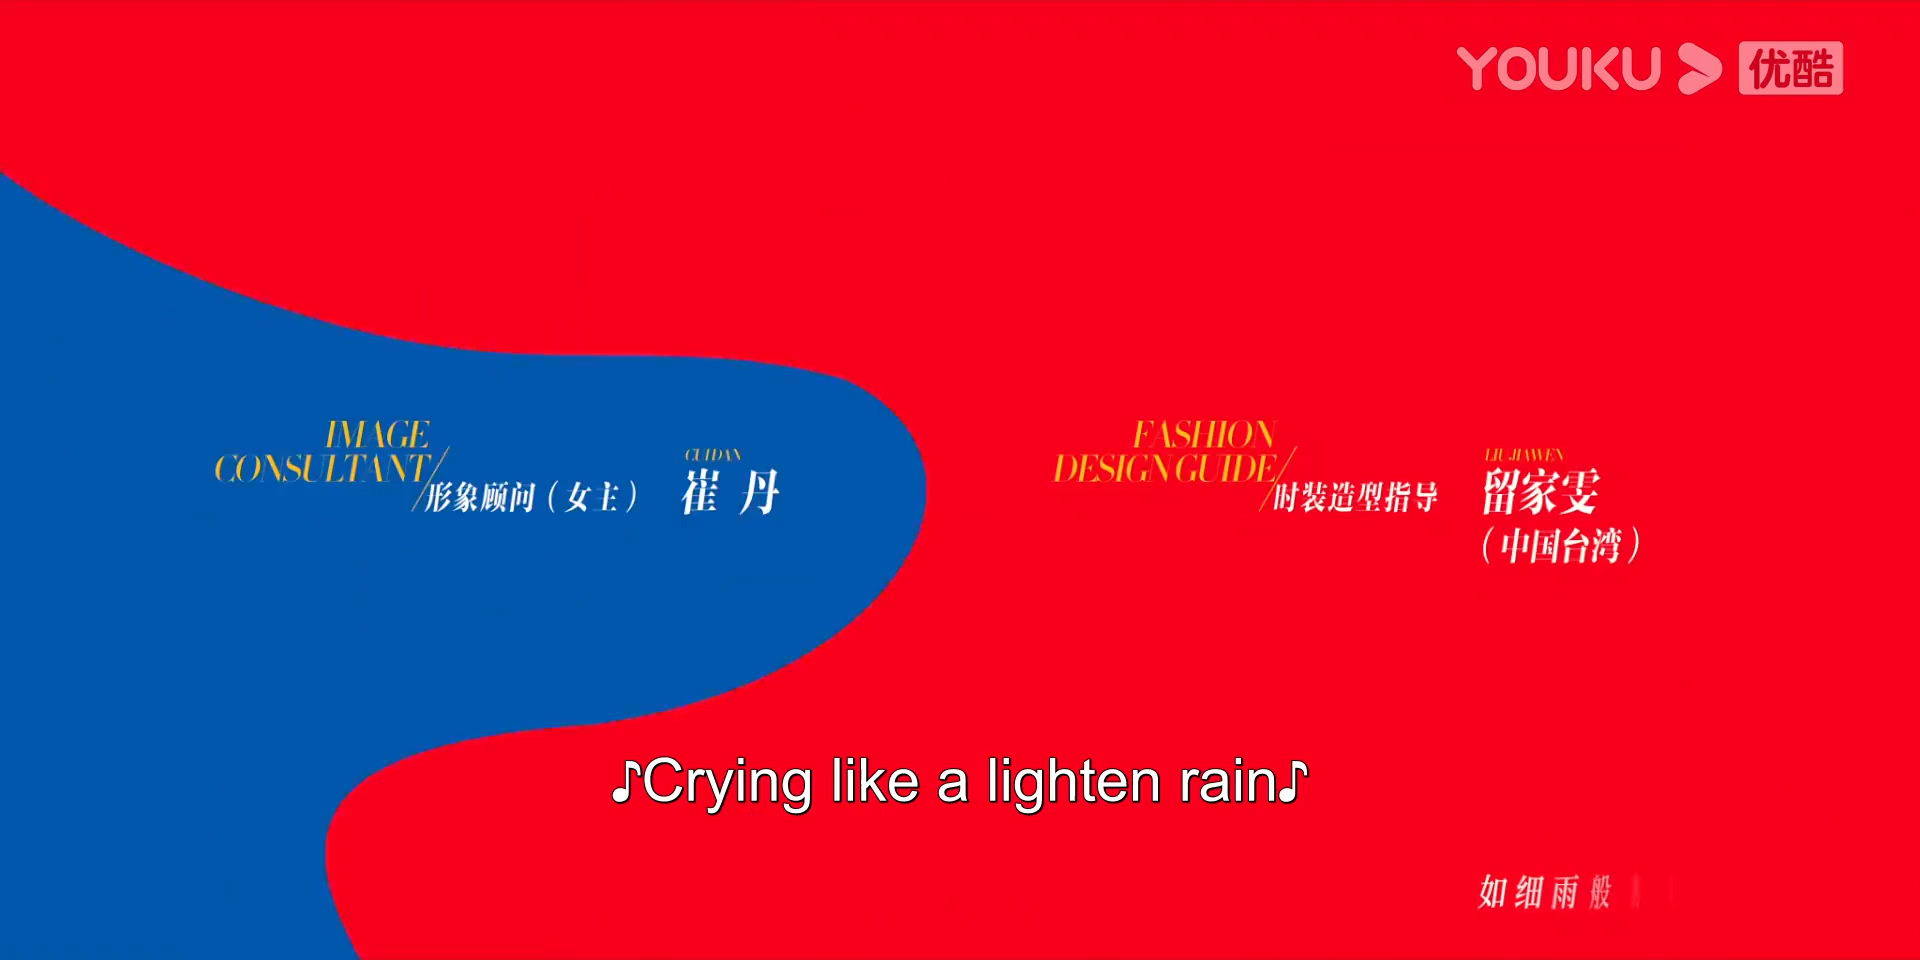 YOUKU 优酷
IMAGE
CONSULTANT
形象顾问（女主）
CUIDAN
崔 丹
FASHION
DESIGN GUIDE
时装造型指导
LIU JIAWEN
留家雯
（中国台湾）
♪Crying like a lighten rain♪
如细雨般